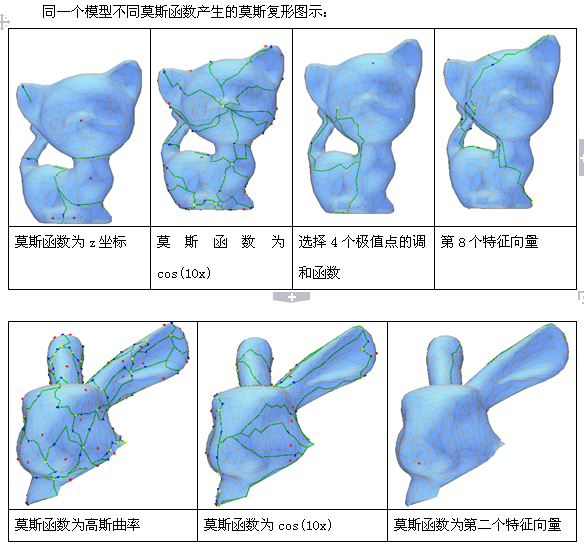 同一个模型不同莫斯函数产生的莫斯复形图示：
莫斯函数为 z 坐标
莫斯函数为
cos(10x)
选择 4 个极值点的调
和函数
第 8 个特征向量
莫斯函数为高斯曲率
莫斯函数为 cos(10x)
莫斯函数为第二个特征向量